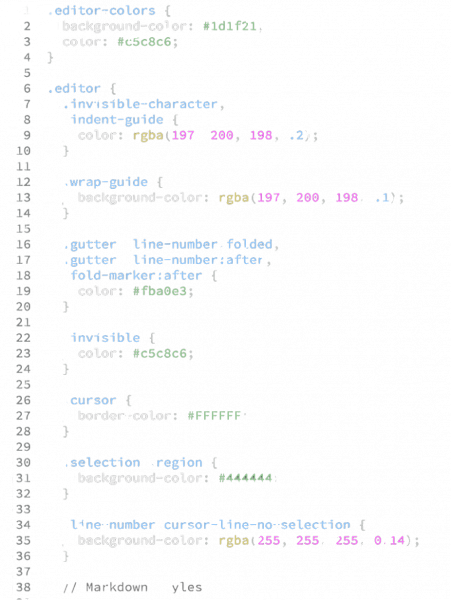 1 .editor-colors {
2 background-color: #1d1f21,
3 color: #c5c8c6;
4 }
5
6 .editor {
7 .invisible-character,
8 indent-guide {
9 color: rgba(197 200, 198, .2);
10 }
11
12 .wrap-guide {
13 background-color: rgba(197, 200, 198 .1);
14 }
15
16 .gutter line-number folded,
17 .gutter line-number:after,
18 fold-marker:after {
19 color: #fba0e3;
20 }
21
22 invisible {
23 color: #c5c8c6;
24 }
25
26 cursor {
27 border-color: #FFFFFF
28 }
29
30 .selection region {
31 background-color: #444444
32 }
33
34 line number cursor-line-no-selection {
35 background-color: rgba(255, 255 255, 0.14);
36 }
37
38 // Markdown yles